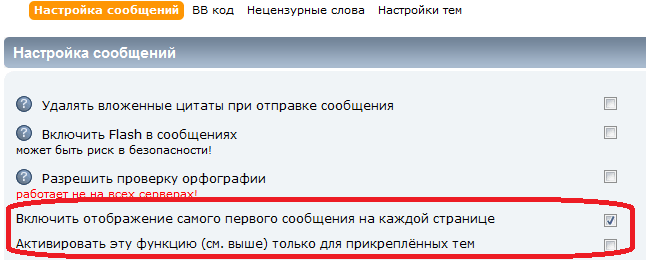 Настройка сообщений BB код Нецензурные слова Настройки тем
Настройка сообщений
? Удалять вложенные цитаты при отправке сообщения
? Включить Flash в сообщениях
может быть риск в безопасности!
? Разрешить проверку орфографии
работает не на всех серверах!
Включить отображение самого первого сообщения на каждой странице
Активировать эту функцию (см. выше) только для прикреплённых тем